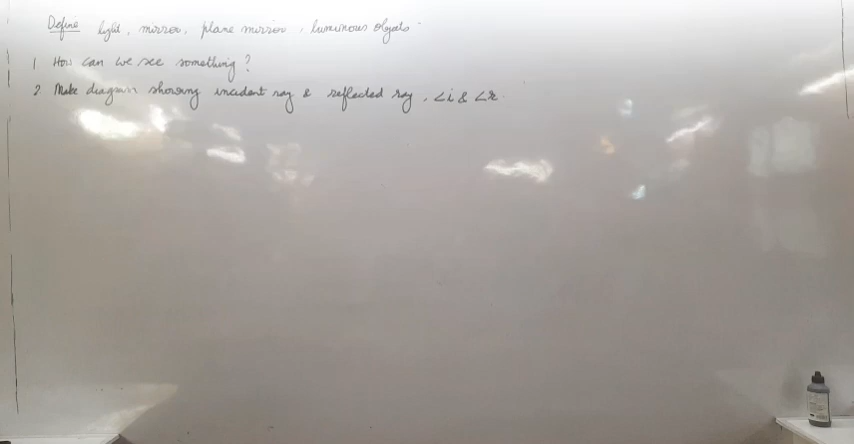 Define light, mirror, plane mirror, luminous objects
1 How can we see something?
2. Make diagram showing incident ray & reflected ray, ∠i & ∠r